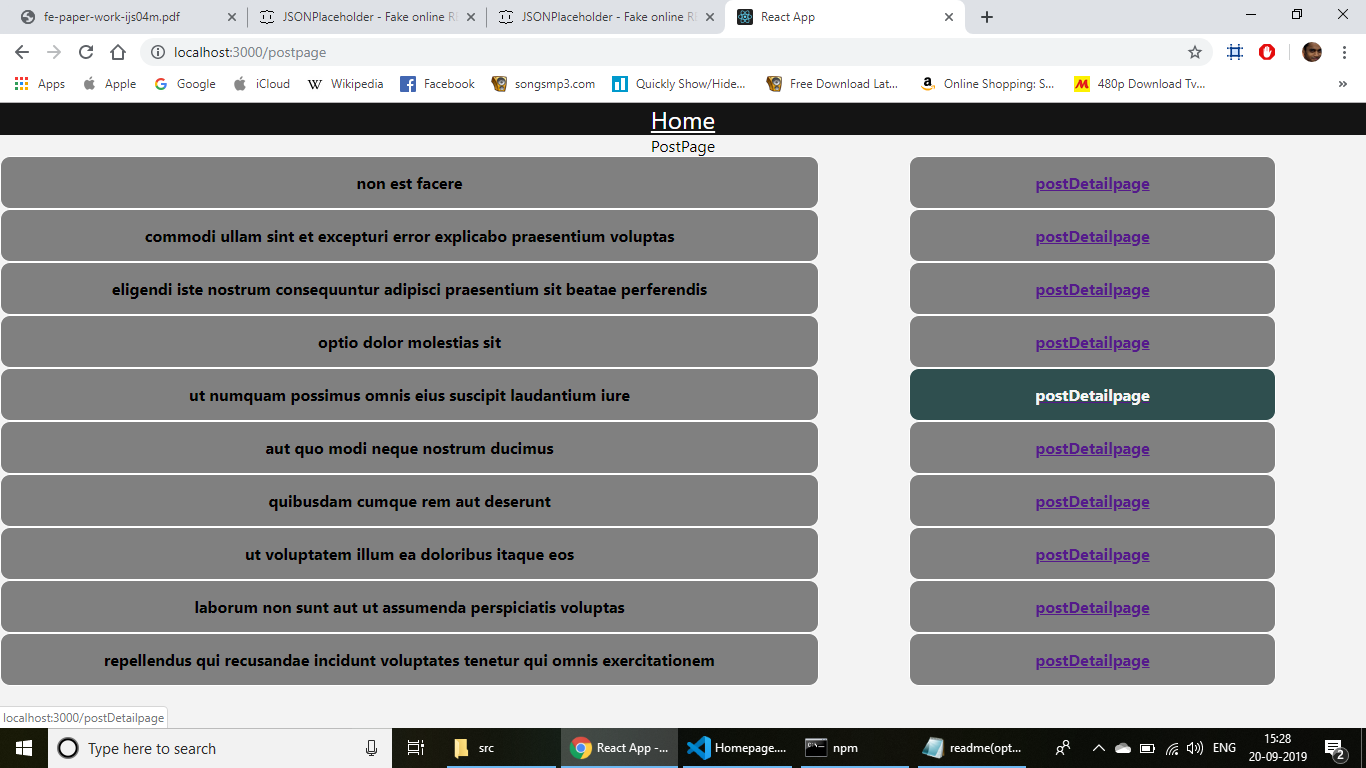 fe-paper-work-ijs04m.pdf
JSONPlaceholder - Fake online RE
JSONPlaceholder - Fake online RE
React App
localhost:3000/postpage
Apps
Apple
Google
iCloud
Wikipedia
Facebook
songsmp3.com
Quickly Show/Hide...
Free Download Lat...
Online Shopping: S...
480p Download Tv...
Home
PostPage
non est facere
postDetailpage
commodi ullam sint et excepturi error explicabo praesentium voluptas
postDetailpage
eligendi iste nostrum consequuntur adipisci praesentium sit beatae perferendis
postDetailpage
optio dolor molestias sit
postDetailpage
ut numquam possimus omnis eius suscipit laudantium iure
postDetailpage
aut quo modi neque nostrum ducimus
postDetailpage
quibusdam cumque rem aut deserunt
postDetailpage
ut voluptatem illum ea doloribus itaque eos
postDetailpage
laborum non sunt aut ut assumenda perspiciatis voluptas
postDetailpage
repellendus qui recusandae incidunt voluptates tenetur qui omnis exercitationem
postDetailpage
localhost:3000/postDetailpage
Type here to search
src
React App -...
Homepage....
npm
readme(opt...
ENG
15:28
20-09-2019
2